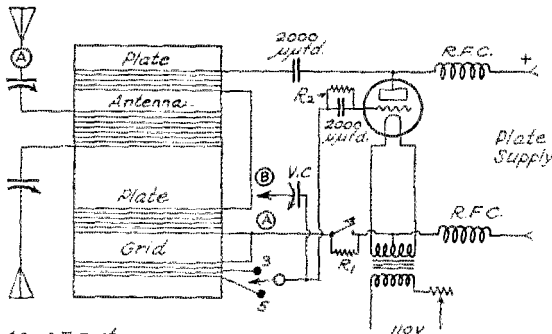 A
Plate
Antenna
Plate
Grid
2000
μμfd.
R.F.C.
+
R2
2000
μμfd.
Plate
Supply
B
V.C
A
3
5
R1
R.F.C.
110V